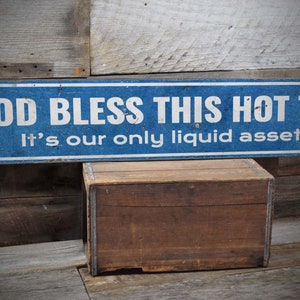 OD BLESS THIS HOT T
It's our only liquid asset